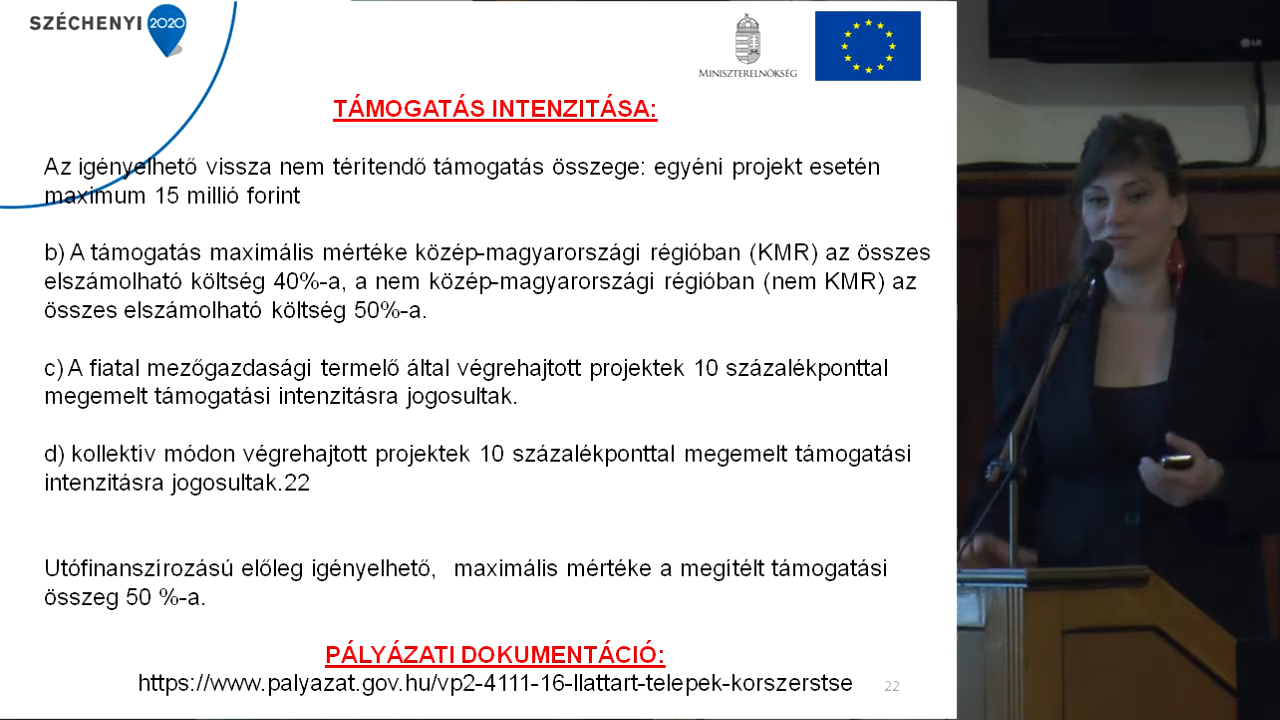 SZÉCHENYI 2020
MINISZTERELNÖKSÉG
LG
TÁMOGATÁS INTENZITÁSA:
Az igényelhető vissza nem térítendő támogatás összege: egyéni projekt esetén
maximum 15 millió forint
b) A támogatás maximális mértéke közép-magyarországi régióban (KMR) az összes
elszámolható költség 40%-a, a nem közép-magyarországi régióban (nem KMR) az
összes elszámolható költség 50%-a.
c) A fiatal mezőgazdasági termelő által végrehajtott projektek 10 százalékponttal
megemelt támogatási intenzitásra jogosultak.
d) kollektív módon végrehajtott projektek 10 százalékponttal megemelt támogatási
intenzitásra jogosultak.22
Utófinanszírozású előleg igényelhető, maximális mértéke a megítélt támogatási
összeg 50 %-a.
PÁLYÁZATI DOKUMENTÁCIÓ:
https://www.palyazat.gov.hu/vp2-4111-16-llattart-telepek-korszerstse
22